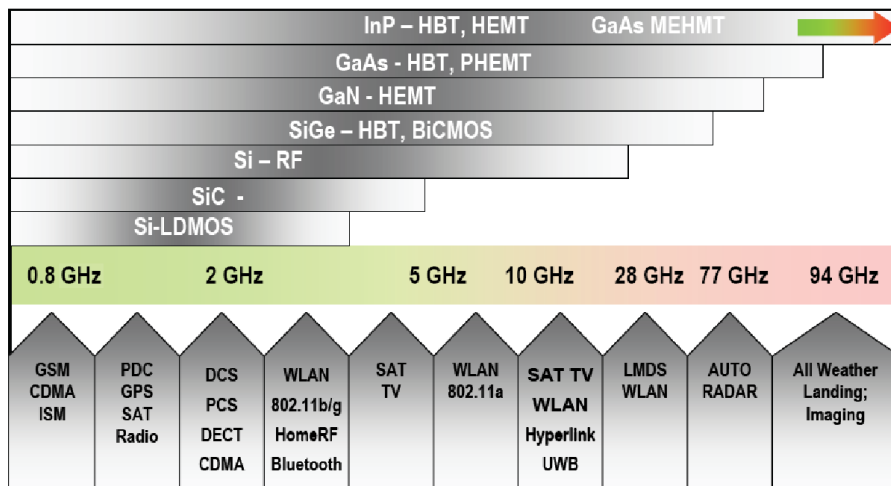 InP – HBT, HEMT GaAs MEHMT
GaAs - HBT, PHEMT
GaN - HEMT
SiGe – HBT, BiCMOS
Si – RF
SiC -
Si-LDMOS
0.8 GHz 2 GHz 5 GHz 10 GHz 28 GHz 77 GHz 94 GHz
GSM
CDMA
ISM
PDC
GPS
SAT
Radio
DCS
PCS
DECT
CDMA
WLAN
802.11b/g
HomeRF
Bluetooth
SAT
TV
WLAN
802.11a
SAT TV
WLAN
Hyperlink
UWB
LMDS
WLAN
AUTO
RADAR
All Weather
Landing;
Imaging